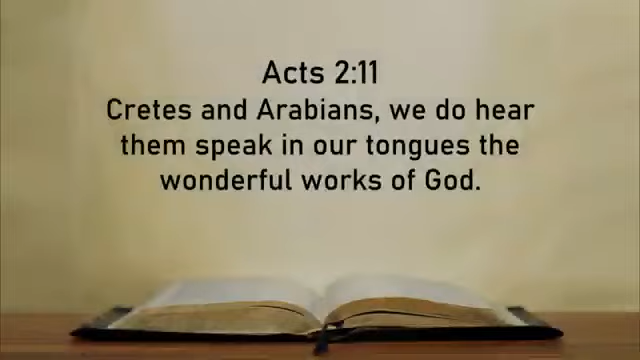 Acts 2:11
Cretes and Arabians, we do hear
them speak in our tongues the
wonderful works of God.